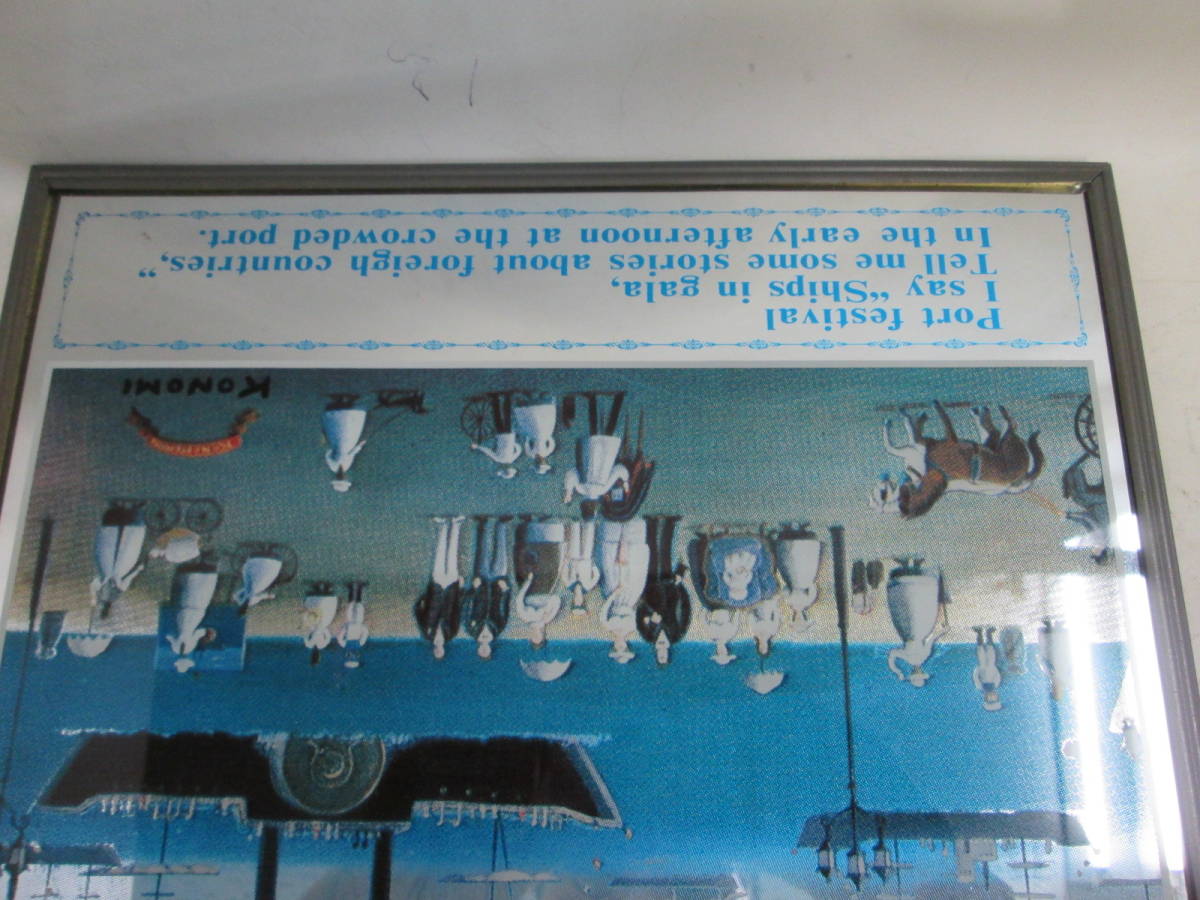 KONOMI
Port festival
I say “Ships in gala,
Tell me some stories about foreigh countries,”
In the early afternoon at the crowded port.